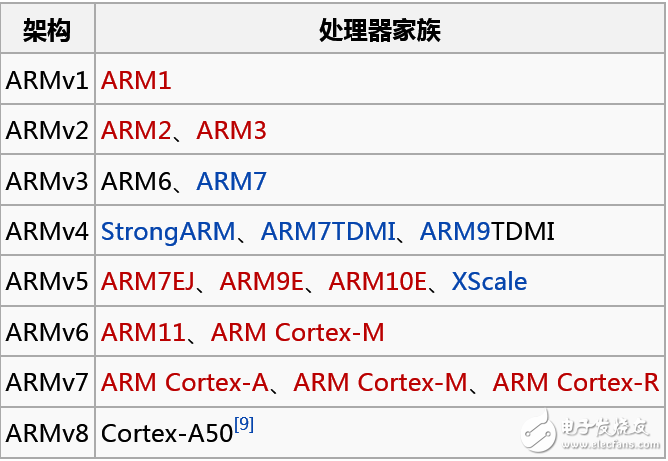 架构 处理器家族
ARMv1 ARM1
ARMv2 ARM2、ARM3
ARMv3 ARM6、ARM7
ARMv4 StrongARM、ARM7TDMI、ARM9TDMI
ARMv5 ARM7EJ、ARM9E、ARM10E、XScale
ARMv6 ARM11、ARM Cortex-M
ARMv7 ARM Cortex-A、ARM Cortex-M、ARM Cortex-R
ARMv8 Cortex-A50[9]
电子发烧友
www.elecfans.com